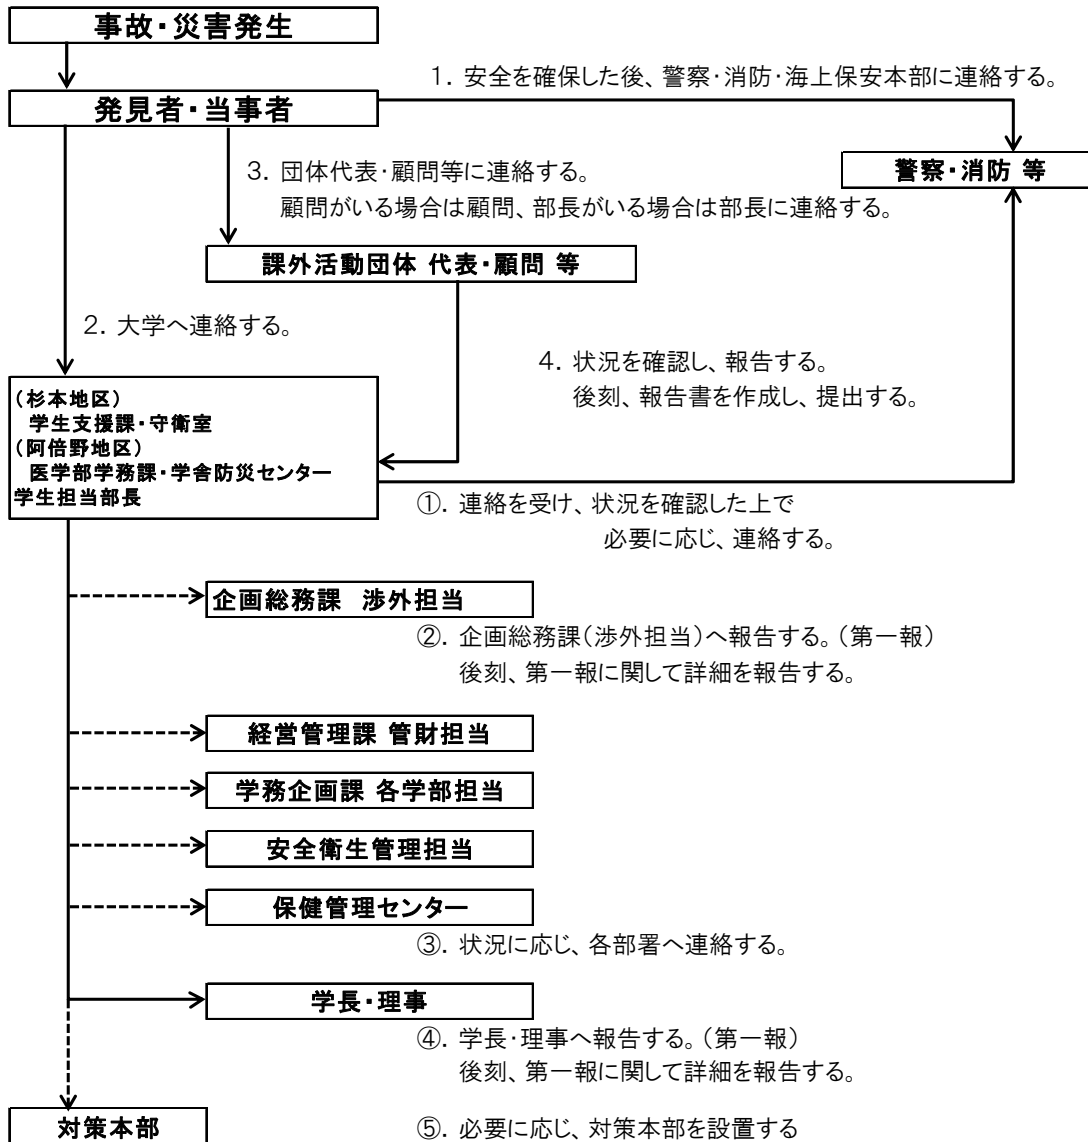 事故・災害発生
1. 安全を確保した後、警察・消防・海上保安本部に連絡する。
発見者・当事者
警察・消防 等
3. 団体代表・顧問等に連絡する。
顧問がいる場合は顧問、部長がいる場合は部長に連絡する。
課外活動団体 代表・顧問 等
2. 大学へ連絡する。
4. 状況を確認し、報告する。
後刻、報告書を作成し、提出する。
(杉本地区)
学生支援課・守衛室
(阿倍野地区)
医学部学務課・学舎防災センター
学生担当部長
①. 連絡を受け、状況を確認した上で
必要に応じ、連絡する。
企画総務課 渉外担当
②. 企画総務課(渉外担当)へ報告する。(第一報)
後刻、第一報に関して詳細を報告する。
経営管理課 管財担当
学務企画課 各学部担当
安全衛生管理担当
保健管理センター
③. 状況に応じ、各部署へ連絡する。
学長・理事
④. 学長・理事へ報告する。(第一報)
後刻、第一報に関して詳細を報告する。
対策本部
⑤. 必要に応じ、対策本部を設置する